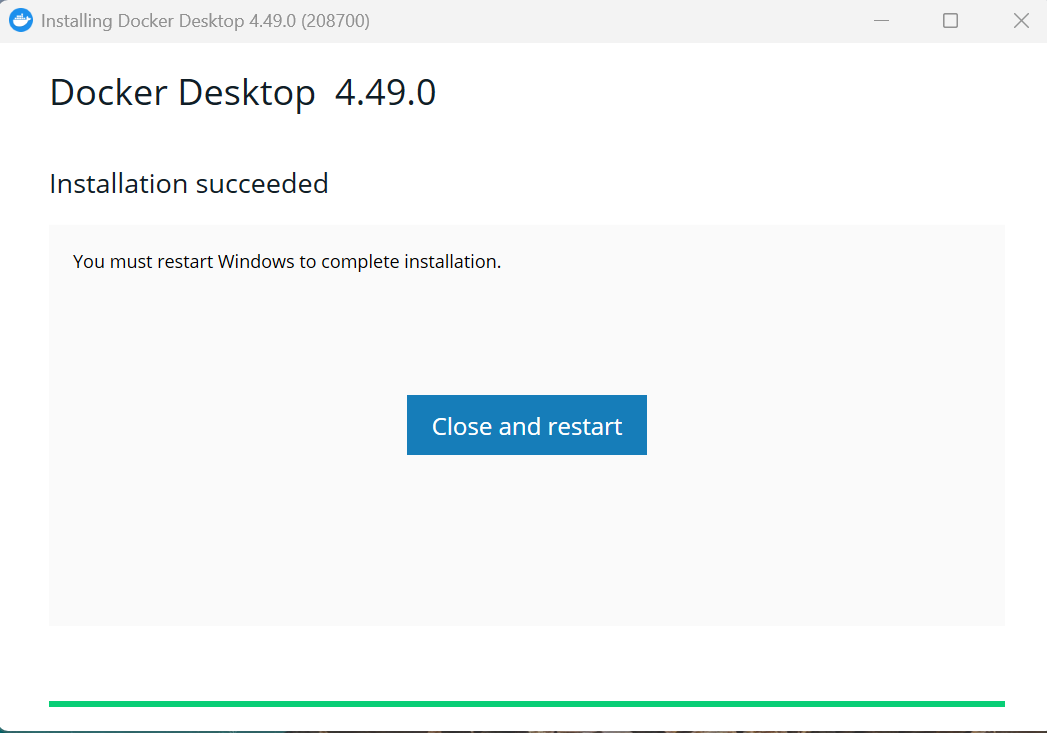 Installing Docker Desktop 4.49.0 (208700)
Docker Desktop 4.49.0
Installation succeeded
You must restart Windows to complete installation.
Close and restart